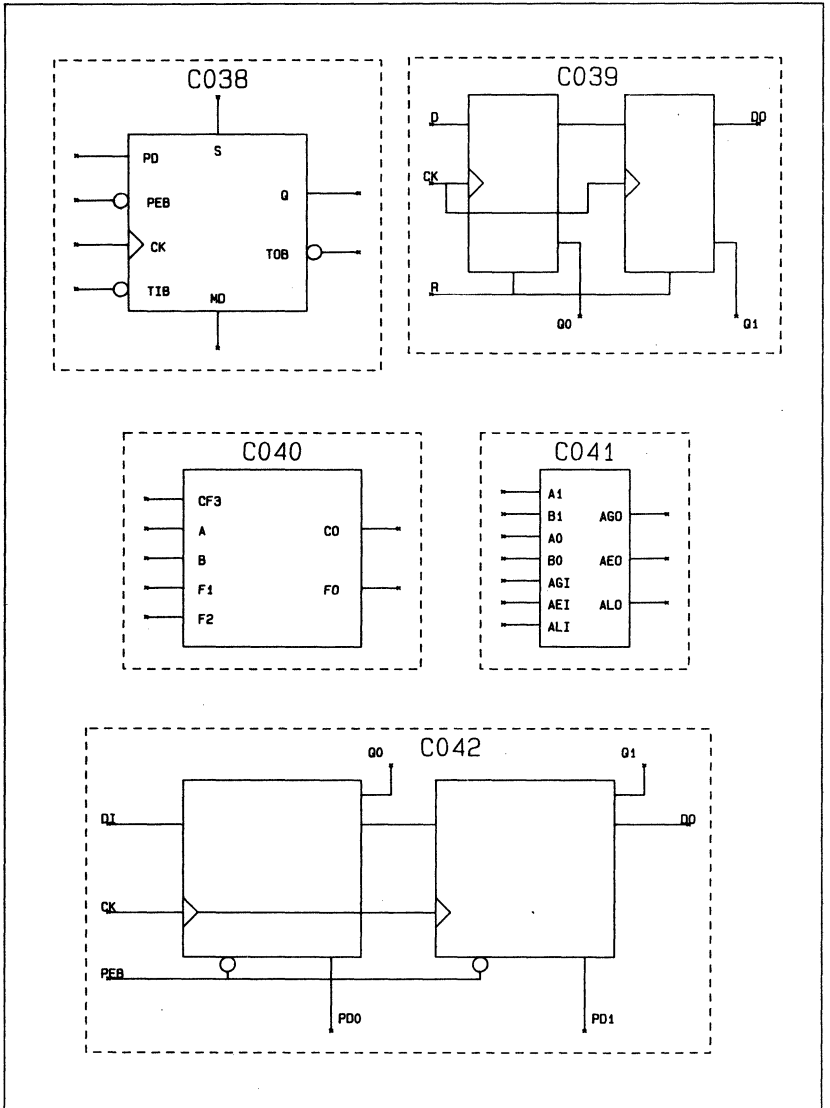 C038
S
PD
PEB
Q
CK
TOB
TIB
MD
C039
D
DO
CK
R
Q0
Q1
C040
CF3
A
CO
B
F1
FO
F2
C041
A1
B1
AGO
A0
B0
AEO
AGI
AEI
ALO
ALI
C042
Q0
Q1
DI
DO
CK
PEB
PD0
PD1